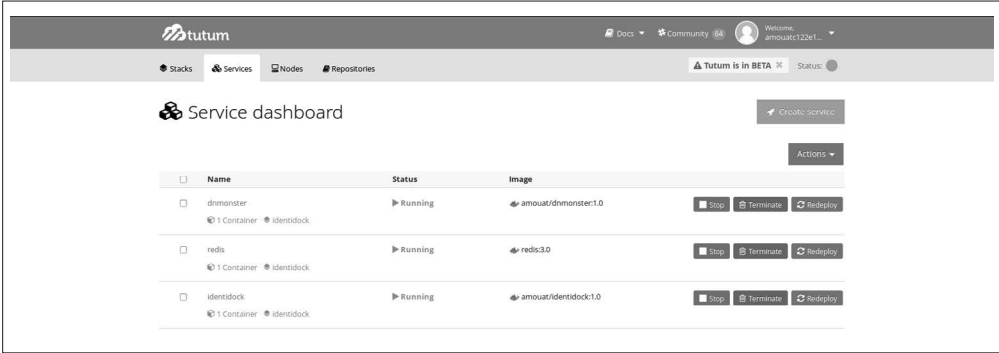 tutum
Docs Community 64 Welcome, amouatc122e1...
Stacks Services Nodes Repositories Tutum is in BETA Status:
Service dashboard
Create service
Actions
Name Status Image
dnmonster Running amouat/dnmonster:1.0 Stop Terminate Redeploy
1 Container identidock
redis Running redis:3.0 Stop Terminate Redeploy
1 Container identidock
identidock Running amouat/identidock:1.0 Stop Terminate Redeploy
1 Container identidock